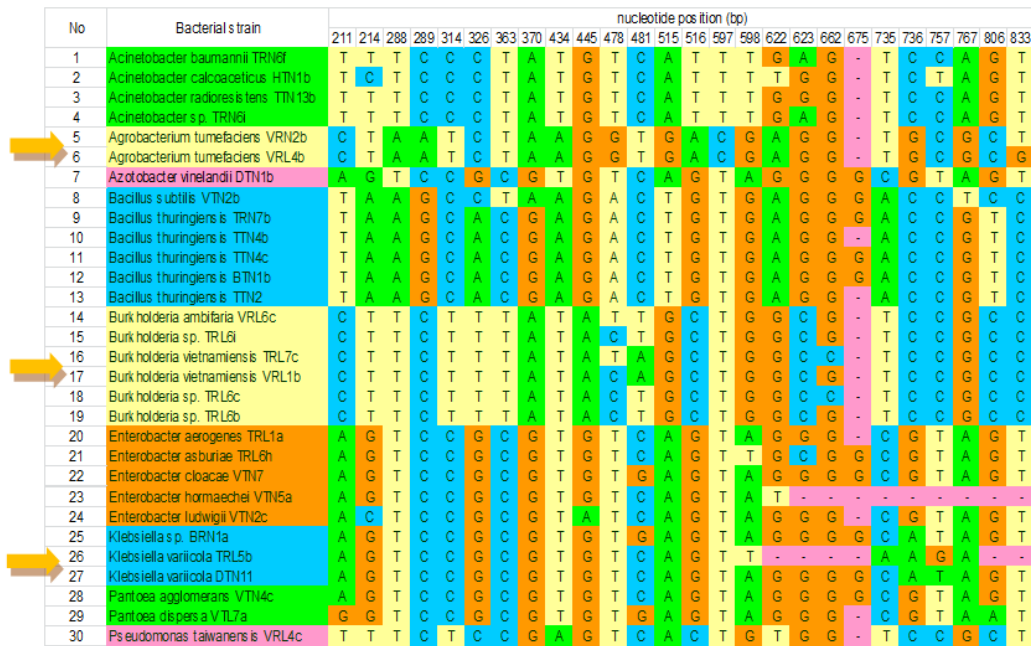 nucleotide position (bp)
No Bacterial strain 211 214 288 289 314 326 363 370 434 445 478 481 515 516 597 598 622 623 662 675 735 736 757 767 806 833
1 Acinetobacter baumannii TRN6f T T T C C C T A T G T C A T T T G A G - T C C A G T
2 Acinetobacter calcoaceticus HTN1b T C T C C C T A T G T C A T T T T G G - T C T A G T
3 Acinetobacter radioresistens TTN13b T T T C C C T A T G T C A T T T G G G - T C C A G T
4 Acinetobacter sp. TRN6i T T T C C C T A T G T C A T T T G A G - T C C A G T
5 Agrobacterium tumefaciens VRN2b C T A A T C T A A G G T G A C G A G G - T G C G C T
6 Agrobacterium tumefaciens VRL4b C T A A T C T A A G G T G A C G A G G - T G C G C G
7 Azotobacter vinelandii DTN1b A G T C C G C G T G T C A G T A G G G G C G T A G T
8 Bacillus subtilis VTN2b T A A G C C T A A G A C T G T G A G G G A C C T C C
9 Bacillus thuringiensis TRN7b T A A G C A C G A G A C T G T G A G G G A C C G T C
10 Bacillus thuringiensis TTN4b T A A G C A C G A G A C T G T G A G G - A C C G T C
11 Bacillus thuringiensis TTN4c T A A G C A C G A G A C T G T G A G G G A C C G T C
12 Bacillus thuringiensis BTN1b T A A G C A C G A G A C T G T G A G G G A C C G T C
13 Bacillus thuringiensis TTN2 T A A G C A C G A G A C T G T G A G G - A C C G T C
14 Burkholderia ambifaria VRL6c C T T C T T T A T A T T G C T G G C G - T C C G C C
15 Burkholderia sp. TRL6i C T T C T T T A T A C T G C T G G C G - T C C G C C
16 Burkholderia vietnamiensis TRL7c C T T C T T T A T A T A G C T G G C C - T C C G C C
17 Burkholderia vietnamiensis VRL1b C T T C T T T A T A C A G C T G G C G - T C C G C C
18 Burkholderia sp. TRL6c C T T C T T T A T A C T G C T G G C C - T C C G C C
19 Burkholderia sp. TRL6b C T T C T T T A T A C T G C T G G C C - T C C G C C
20 Enterobacter aerogenes TRL1a A G T C C G C G T G T C A G T A G G G - C G T A G T
21 Enterobacter asburiae TRL6h A G T C C G C G T G T C A G T T G C G G C G T A G T
22 Enterobacter cloacae VTN7 A G T C C G C G T G T G A G T A G G G G C G T A G T
23 Enterobacter hormaechei VTN5a A G T C C G C G T G T C A G T A T - - - - - - - - -
24 Enterobacter ludwigii VTN2c A C T C C G C G T A T C A G T A G G G - C G T A G T
25 Klebsiella sp. BRN1a A G T C C G C G T G T G A G T A G G G G C A T A G T
26 Klebsiella variicola TRL5b A G T C C G C G T G T C A G T T - - - - A A G A - -
27 Klebsiella variicola DTN11 A G T C C G C G T G T C A G T A G G G G C A T A G T
28 Pantoea agglomerans VTN4c A G T C C G C G T G T C A G T A G G G G C G T A G T
29 Pantoea dispersa VTL7a G G T C C G C G T G T G A G T A G G G - C G T A A T
30 Pseudomonas taiwanensis VRL4c T T T C T C C G A G T C A C T G T G G - T C C G C T